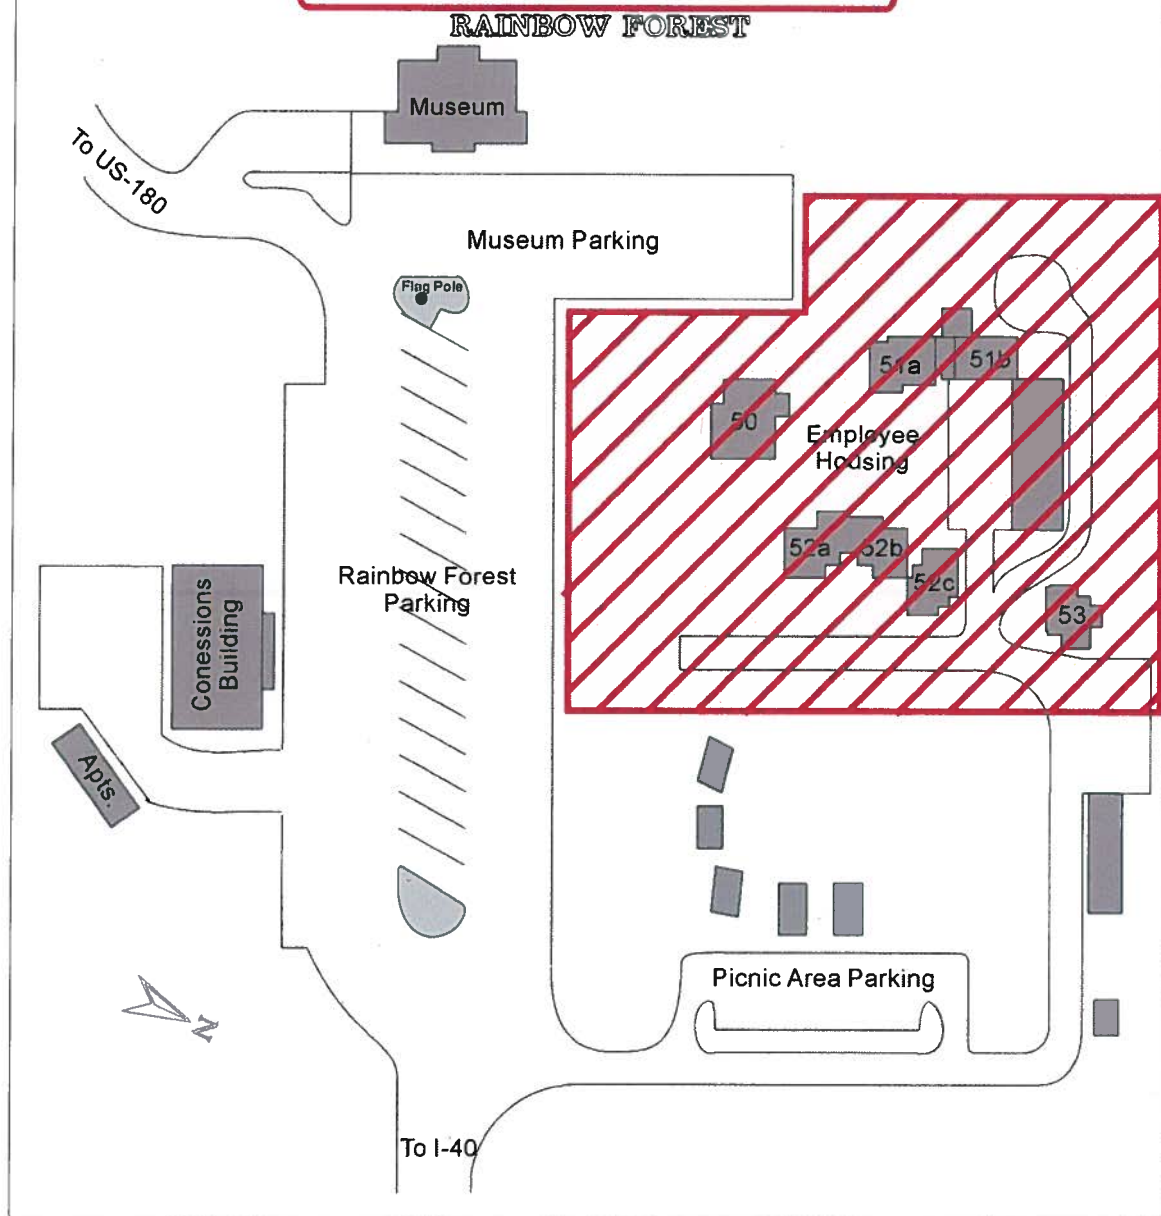 RAINBOW FOREST
Museum
To US-180
Museum Parking
Flag Pole
51a
51b
50
Employee
Housing
52a
52b
52c
53
Rainbow Forest
Parking
Conessions
Building
Apts.
Picnic Area Parking
N
To I-40